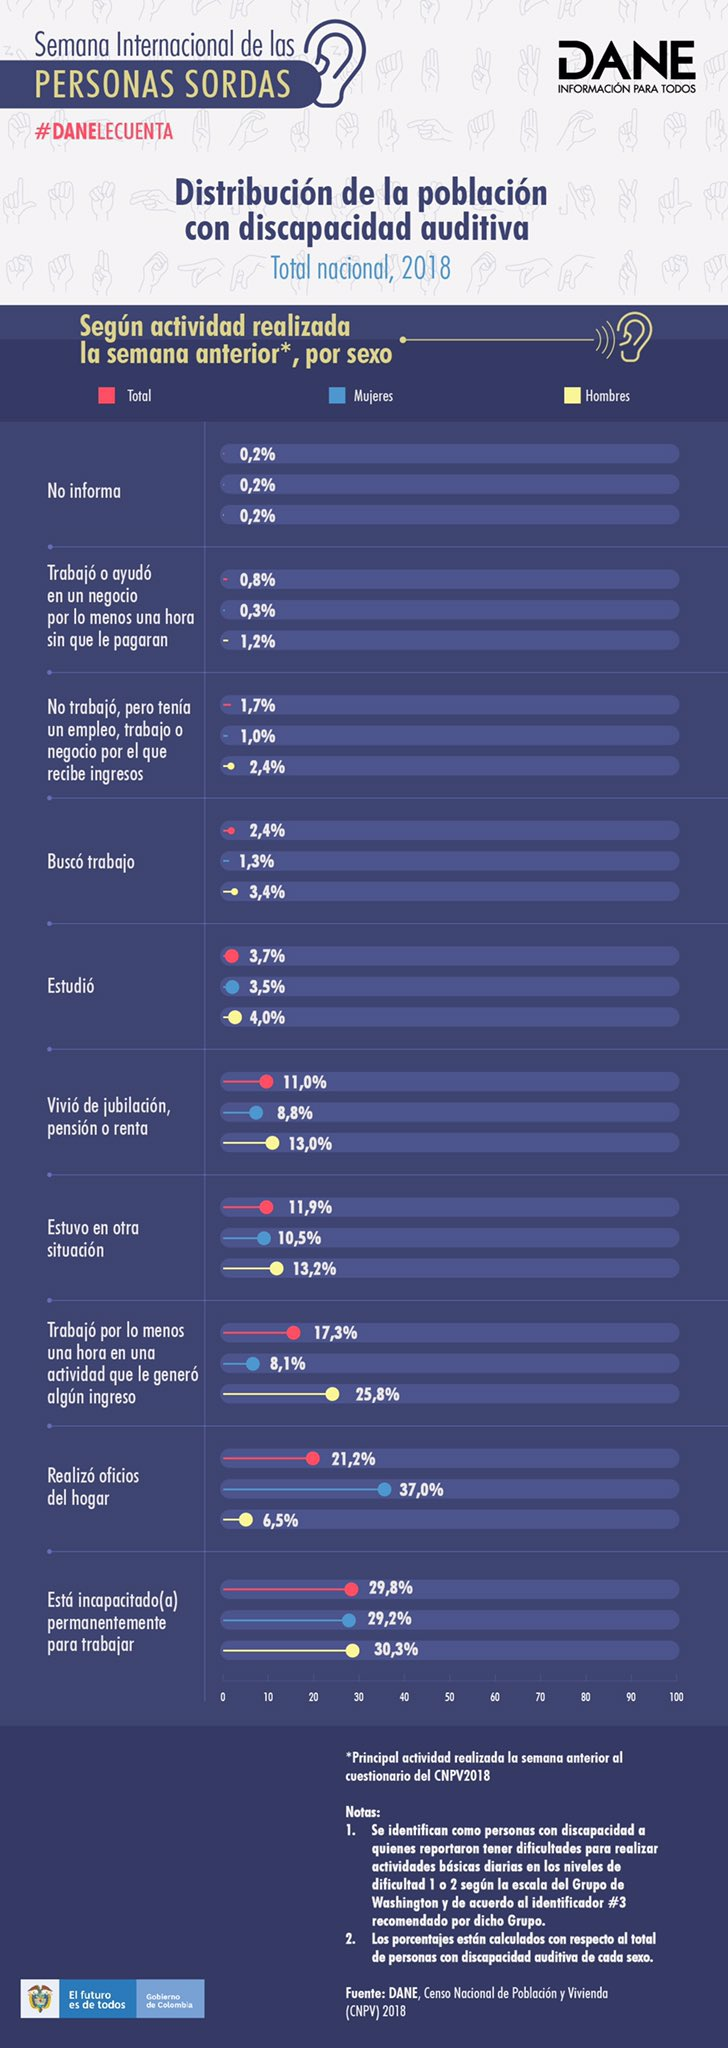 Semana Internacional de las
PERSONAS SORDAS
#DANELECUENTA
DANE
INFORMACIÓN PARA TODOS
Distribución de la población
con discapacidad auditiva
Total nacional, 2018
Según actividad realizada
la semana anterior*, por sexo
Total
Mujeres
Hombres
No informa
0,2%
0,2%
0,2%
Trabajó o ayudó
en un negocio
por lo menos una hora
sin que le pagaran
0,8%
0,3%
1,2%
No trabajó, pero tenía
un empleo, trabajo o
negocio por el que
recibe ingresos
1,7%
1,0%
2,4%
Buscó trabajo
2,4%
1,3%
3,4%
Estudió
3,7%
3,5%
4,0%
Vivió de jubilación,
pensión o renta
11,0%
8,8%
13,0%
Estuvo en otra
situación
11,9%
10,5%
13,2%
Trabajó por lo menos
una hora en una
actividad que le generó
algún ingreso
17,3%
8,1%
25,8%
Realizó oficios
del hogar
21,2%
37,0%
6,5%
Está incapacitado(a)
permanentemente
para trabajar
29,8%
29,2%
30,3%
0 10 20 30 40 50 60 70 80 90 100
*Principal actividad realizada la semana anterior al
cuestionario del CNPV2018
Notas:
1. Se identifican como personas con discapacidad a
quienes reportaron tener dificultades para realizar
actividades básicas diarias en los niveles de
dificultad 1 o 2 según la escala del Grupo de
Washington y de acuerdo al identificador #3
recomendado por dicho Grupo.
2. Los porcentajes están calculados con respecto al total
de personas con discapacidad auditiva de cada sexo.
Fuente: DANE, Censo Nacional de Población y Vivienda
(CNPV) 2018
El futuro
es de todos
Gobierno
de Colombia